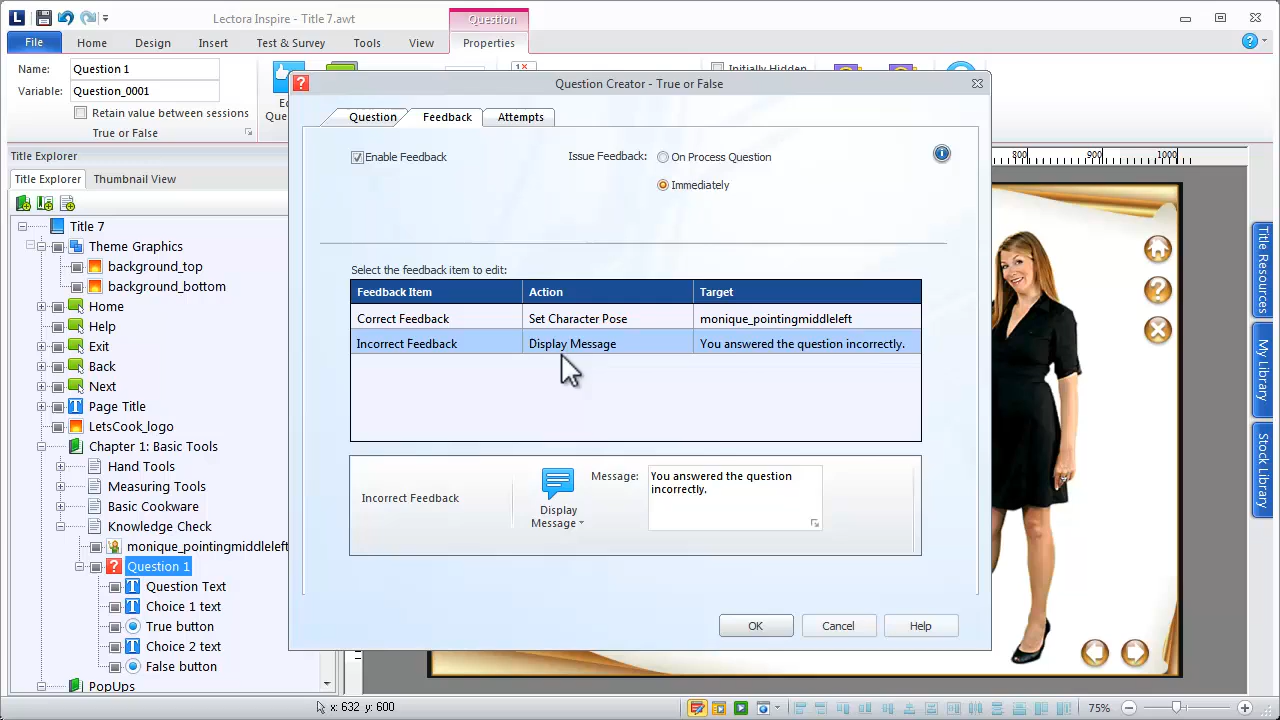 Lectora Inspire - Title 7.awt
Question
File
Home
Design
Insert
Test & Survey
Tools
View
Properties
Name: Question 1
Variable: Question_0001
Retain value between sessions
True or False
Initially Hidden
Title Explorer
Title Explorer
Thumbnail View
Title 7
Theme Graphics
background_top
background_bottom
Home
Help
Exit
Back
Next
Page Title
LetsCook_logo
Chapter 1: Basic Tools
Hand Tools
Measuring Tools
Basic Cookware
Knowledge Check
monique_pointingmiddleleft
Question 1
Question Text
Choice 1 text
True button
Choice 2 text
False button
PopUps
Question Creator - True or False
Question
Feedback
Attempts
Enable Feedback
Issue Feedback:
On Process Question
Immediately
Select the feedback item to edit:
Feedback Item Action Target
Correct Feedback Set Character Pose monique_pointingmiddleleft
Incorrect Feedback Display Message You answered the question incorrectly.
Incorrect Feedback
Display
Message
Message:
You answered the question
incorrectly.
OK
Cancel
Help
800 900 1000
Title Resources
My Library
Stock Library
x: 632 y: 600
75%